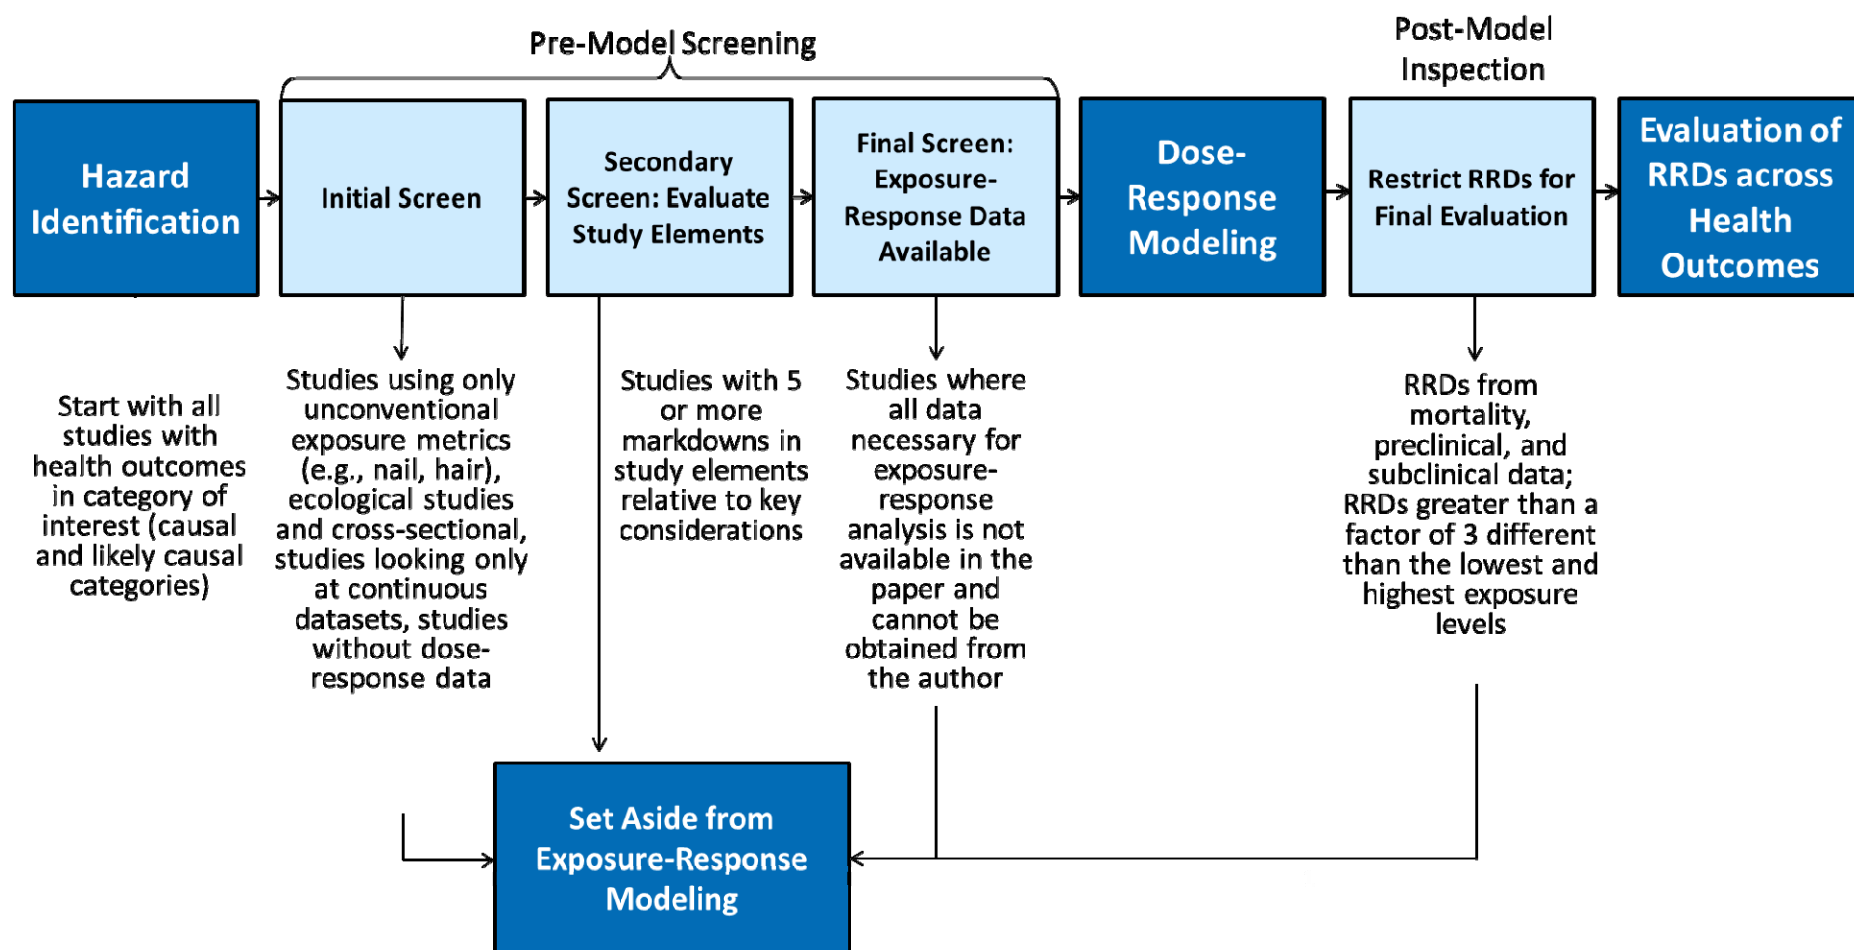 Pre-Model Screening
Post-Model
Inspection
Hazard
Identification
Initial Screen
Secondary
Screen: Evaluate
Study Elements
Final Screen:
Exposure-
Response Data
Available
Dose-
Response
Modeling
Restrict RRDs for
Final Evaluation
Evaluation of
RRDs across
Health
Outcomes
Start with all
studies with
health outcomes
in category of
interest (causal
and likely causal
categories)
Studies using only
unconventional
exposure metrics
(e.g., nail, hair),
ecological studies
and cross-sectional,
studies looking only
at continuous
datasets, studies
without dose-
response data
Studies with 5
or more
markdowns in
study elements
relative to key
considerations
Studies where
all data
necessary for
exposure-
response
analysis is not
available in the
paper and
cannot be
obtained from
the author
RRDs from
mortality,
preclinical, and
subclinical data;
RRDs greater than a
factor of 3 different
than the lowest and
highest exposure
levels
Set Aside from
Exposure-Response
Modeling